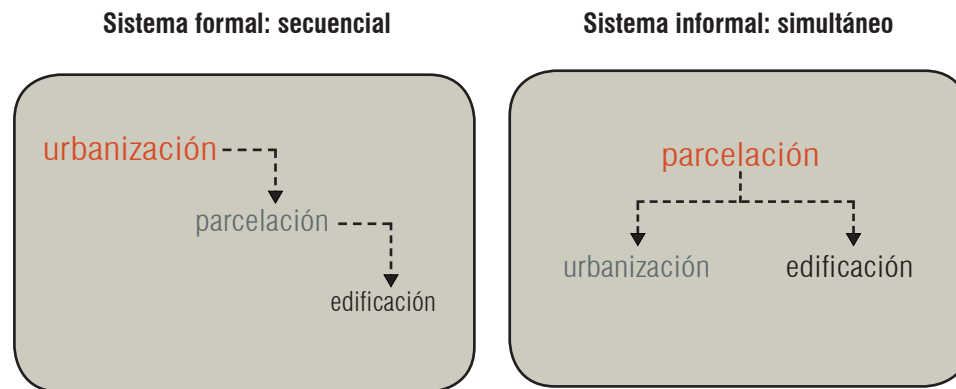 Sistema formal: secuencial
urbanización
parcelación
edificación
Sistema informal: simultáneo
parcelación
urbanización
edificación